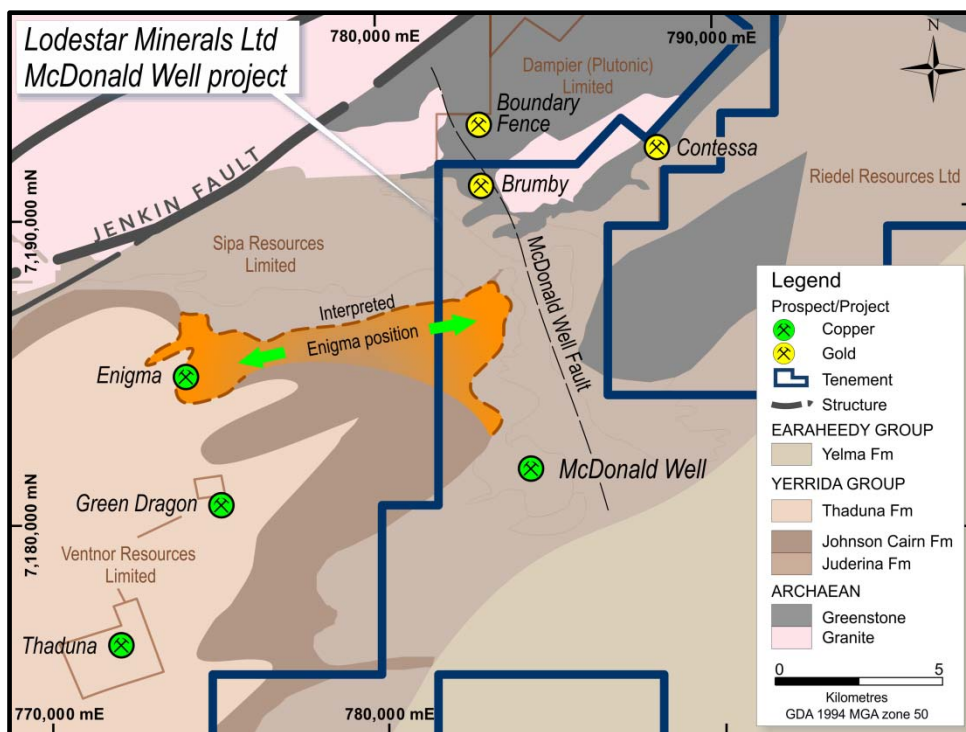 780,000 mE
790,000 mE
Lodestar Minerals Ltd
McDonald Well project
Dampier (Plutonic)
Limited
Boundary
Fence
Contessa
Brumby
Riedel Resources Ltd
JENKIN FAULT
7,190,000 mN
Sipa Resources
Limited
McDonald Well Fault
Interpreted
Enigma position
Enigma
McDonald Well
Green Dragon
7,180,000 mN
Ventnor Resources
Limited
Thaduna
770,000 mE
780,000 mE
Legend
Prospect/Project
Copper
Gold
Tenement
Structure
EARAHEEDY GROUP
Yelma Fm
YERRIDA GROUP
Thaduna Fm
Johnson Cairn Fm
Juderina Fm
ARCHAEAN
Greenstone
Granite
0 5
Kilometres
GDA 1994 MGA zone 50